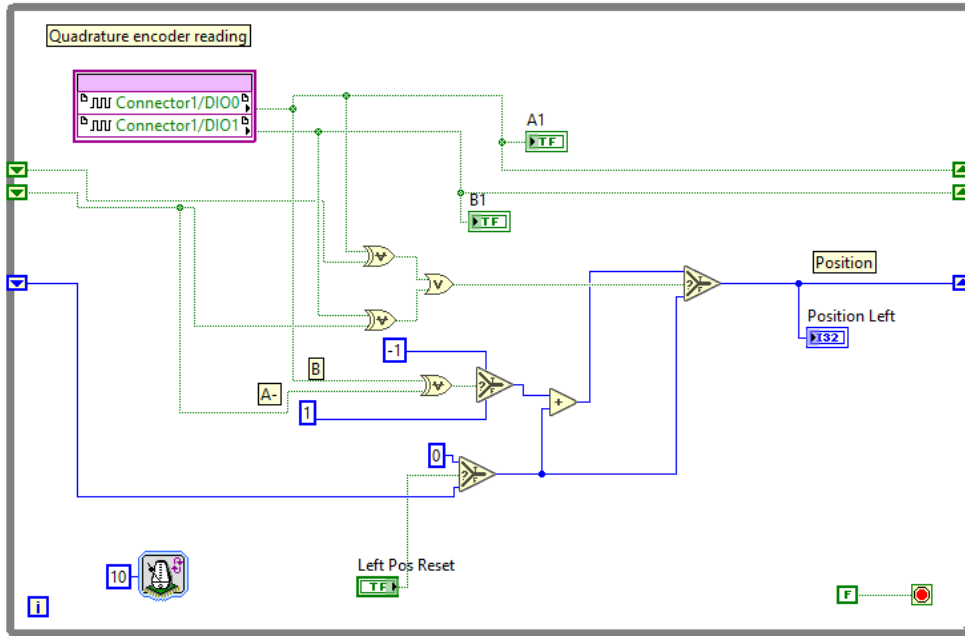 Quadrature encoder reading
Connector1/DIO0
Connector1/DIO1
A1
TF
B1
TF
Position
Position Left
I32
-1
B
A-
1
0
Left Pos Reset
TF
10
i
F